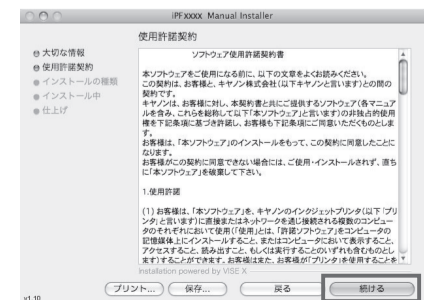 iPFxxxx Manual Installer
使用許諾契約
大切な情報
使用許諾契約
インストールの種類
インストール中
仕上げ
ソフトウェア使用許諾契約書
本ソフトウェアをご使用になる前に、以下の文章をよくお読みください。
この契約は、お客様と、キヤノン株式会社(以下キヤノンと言います)との間の
契約です。
キヤノンは、お客様に対し、本契約書と共にご提供するソフトウェア(各マニュア
ルを含み、これらを総称して以下「本ソフトウェア」と言います)の非独占的使用
権を下記条項に基づき許諾し、お客様も下記条項にご同意いただくものとしま
す。
お客様は、「本ソフトウェア」のインストールをもって、この契約に同意したことに
なります。
お客様がこの契約に同意できない場合には、ご使用・インストールされず、直ち
に「本ソフトウェア」を破棄して下さい。
1.使用許諾
(1) お客様は、「本ソフトウェア」を、キヤノンのインクジェットプリンタ(以下「プリ
ンタ」と言います)に直接またはネットワークを通じ接続される複数のコンピュー
タのそれぞれにおいて使用(「使用」とは、「許諾ソフトウェア」をコンピュータの
記憶媒体上にインストールすること、またはコンピュータにおいて表示すること、
アクセスすること、読み出すこと、もしくは実行することのいずれも含むものとし
ます)することができます。お客様はまた、お客様が「プリンタ」を使用することを
Installation powered by VISE X
v1.10
プリント...
保存...
戻る
続ける